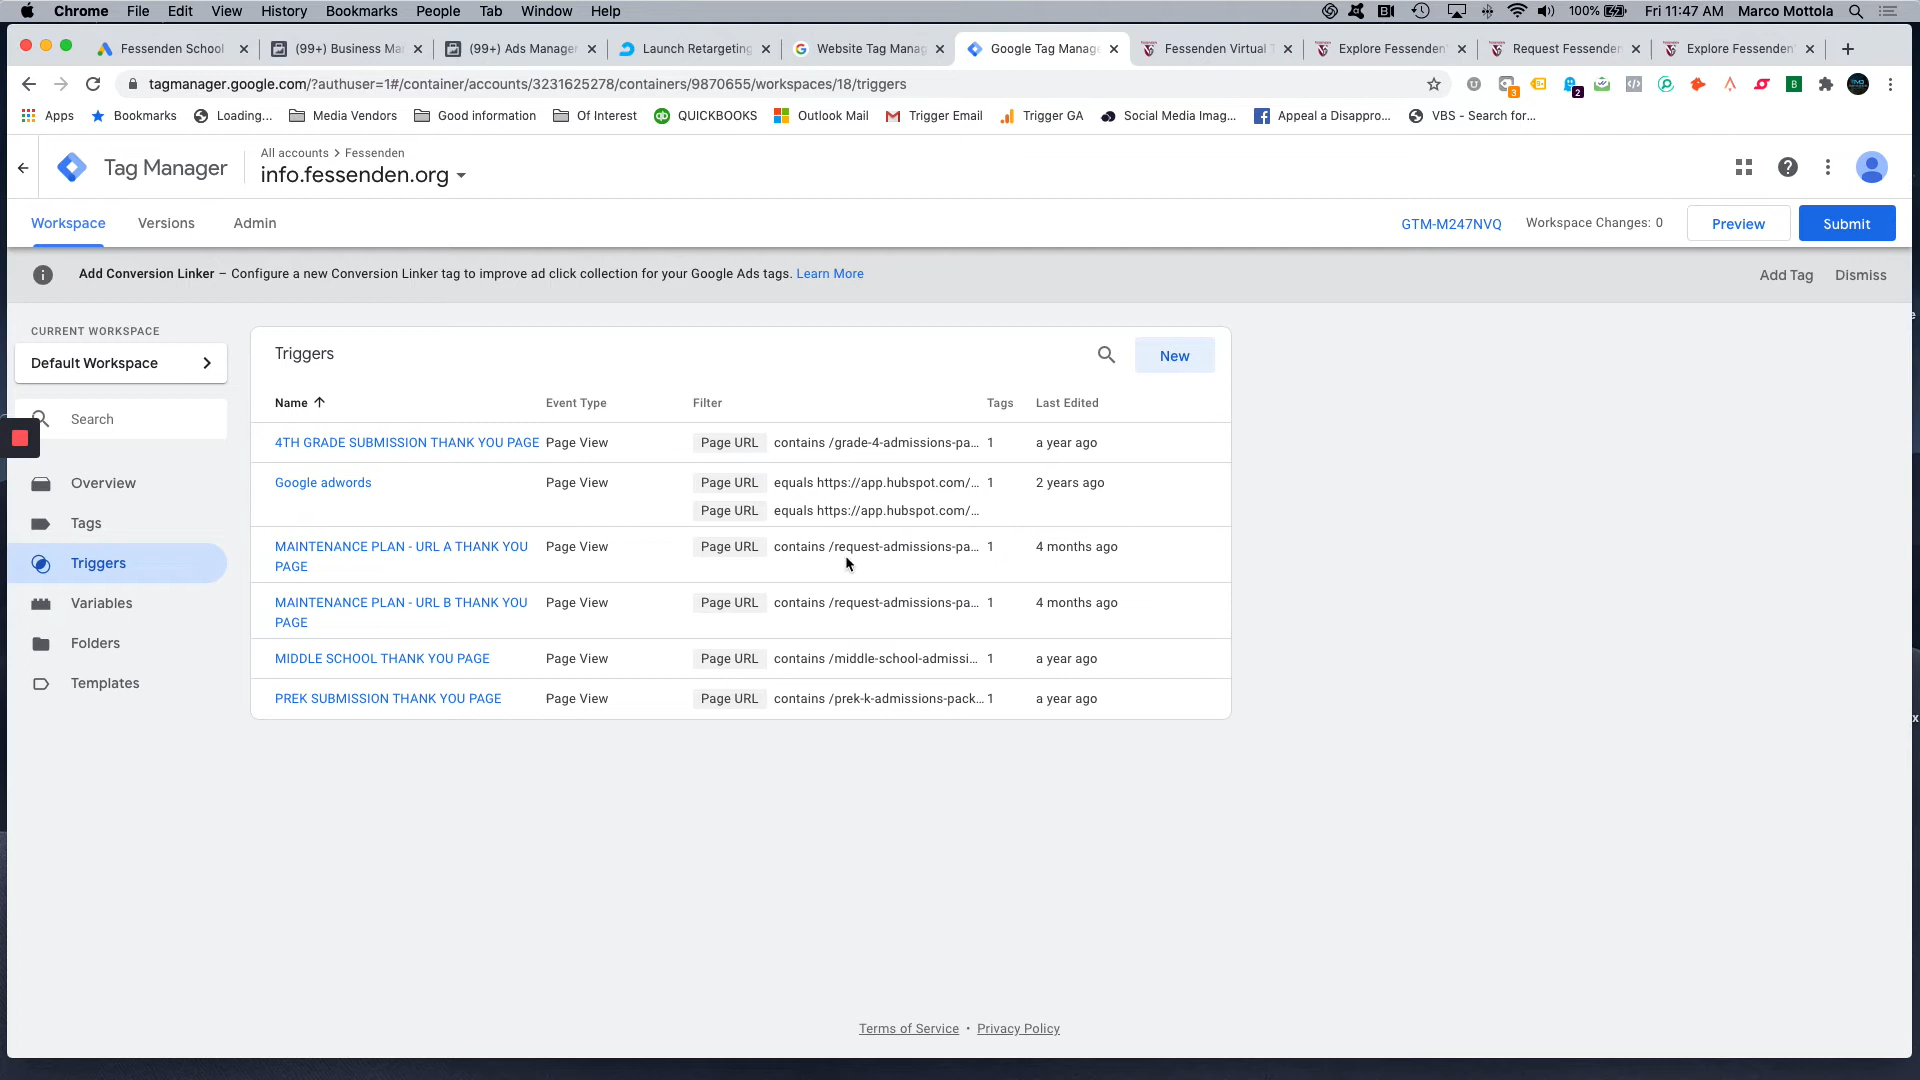 Chrome File Edit View History Bookmarks People Tab Window Help 100% Fri 11:47 AM Marco Mottola
Fessenden School (99+) Business Ma (99+) Ads Manager Launch Retargeting Website Tag Manag Google Tag Manage Fessenden Virtual T Explore Fessenden' Request Fessenden Explore Fessenden'
tagmanager.google.com/?authuser=1#/container/accounts/3231625278/containers/9870655/workspaces/18/triggers 3 2 B
Apps Bookmarks Loading... Media Vendors Good information Of Interest QUICKBOOKS Outlook Mail Trigger Email Trigger GA Social Media Imag... Appeal a Disappro... VBS - Search for...
Tag Manager
All accounts > Fessenden
info.fessenden.org
Workspace Versions Admin GTM-M247NVQ Workspace Changes: 0 Preview Submit
Add Conversion Linker – Configure a new Conversion Linker tag to improve ad click collection for your Google Ads tags. Learn More Add Tag Dismiss
CURRENT WORKSPACE
Default Workspace
Search
Overview
Tags
Triggers
Variables
Folders
Templates
Triggers New
Name Event Type Filter Tags Last Edited
4TH GRADE SUBMISSION THANK YOU PAGE Page View Page URL contains /grade-4-admissions-pa... 1 a year ago
Google adwords Page View Page URL equals https://app.hubspot.com/... 1 2 years ago
Page URL equals https://app.hubspot.com/...
MAINTENANCE PLAN - URL A THANK YOU PAGE Page View Page URL contains /request-admissions-pa... 1 4 months ago
MAINTENANCE PLAN - URL B THANK YOU PAGE Page View Page URL contains /request-admissions-pa... 1 4 months ago
MIDDLE SCHOOL THANK YOU PAGE Page View Page URL contains /middle-school-admissi... 1 a year ago
PREK SUBMISSION THANK YOU PAGE Page View Page URL contains /prek-k-admissions-pack... 1 a year ago
Terms of Service • Privacy Policy